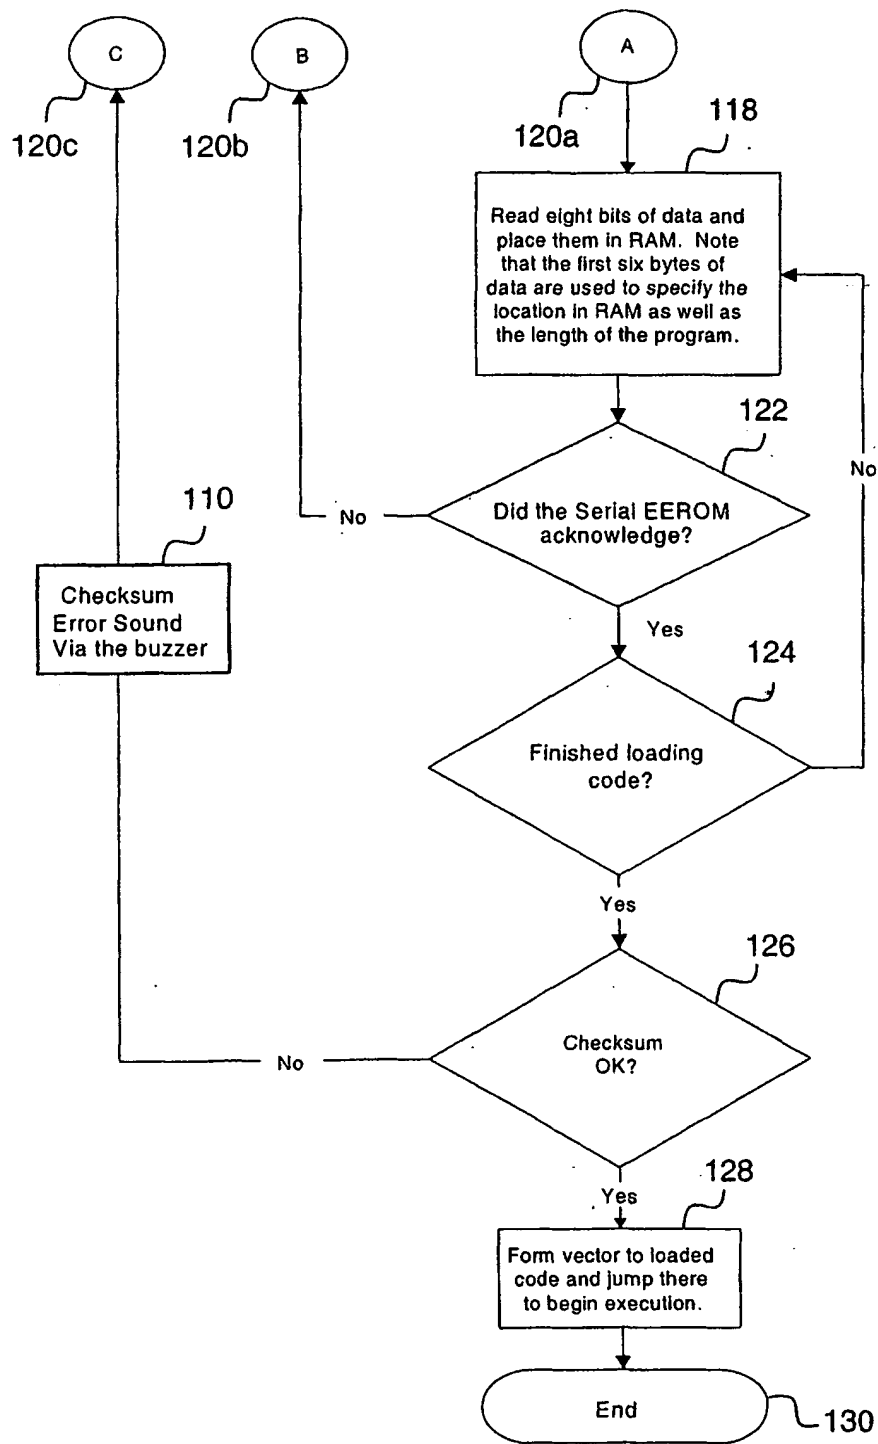 C
B
A
120c
120b
120a
118
Read eight bits of data and
place them in RAM. Note
that the first six bytes of
data are used to specify the
location in RAM as well as
the length of the program.
122
No
110
No
Did the Serial EEROM
acknowledge?
Checksum
Error Sound
Via the buzzer
Yes
124
Finished loading
code?
Yes
126
Checksum
OK?
No
128
Yes
Form vector to loaded
code and jump there
to begin execution.
End
130